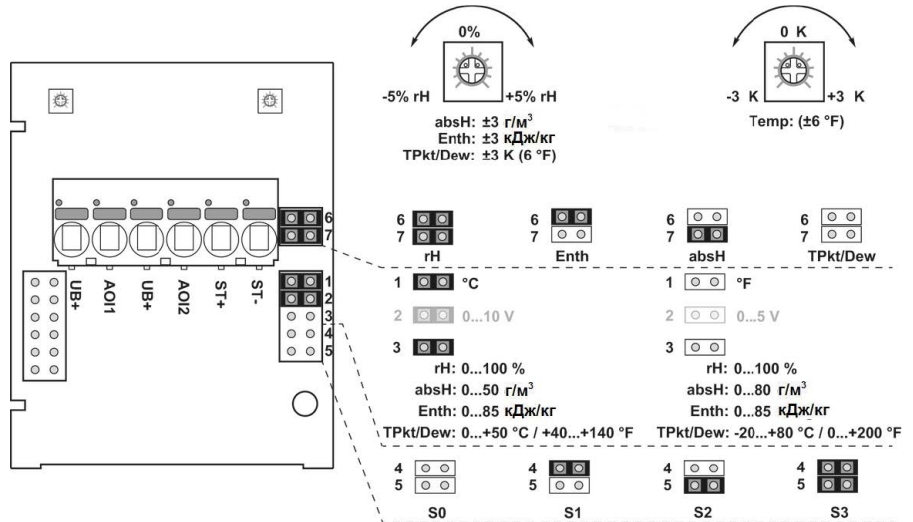 0%
-5% rH
+5% rH
absH: ±3 г/м³
Enth: ±3 кДж/кг
TPkt/Dew: ±3 K (6 °F)
0 K
-3 K
+3 K
Temp: (±6 °F)
6
7
1
2
3
4
5
UB+
AOI1
UB+
AOI2
ST+
ST-
6
7
rH
6
7
Enth
6
7
absH
6
7
TPkt/Dew
1 °C
1 °F
2 0...10 V
2 0...5 V
3
3
rH: 0...100 %
absH: 0...50 г/м³
Enth: 0...85 кДж/кг
TPkt/Dew: 0...+50 °C / +40...+140 °F
rH: 0...100 %
absH: 0...80 г/м³
Enth: 0...85 кДж/кг
TPkt/Dew: -20...+80 °C / 0...+200 °F
4
5
S0
4
5
S1
4
5
S2
4
5
S3